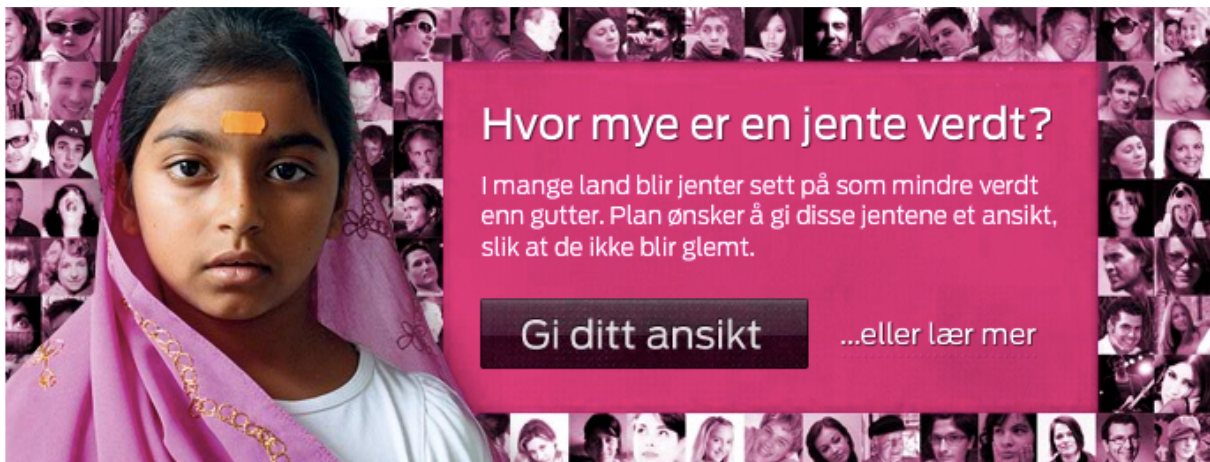 Hvor mye er en jente verdt?
I mange land blir jenter sett på som mindre verdt
enn gutter. Plan ønsker å gi disse jentene et ansikt,
slik at de ikke blir glemt.
Gi ditt ansikt
...eller lær mer